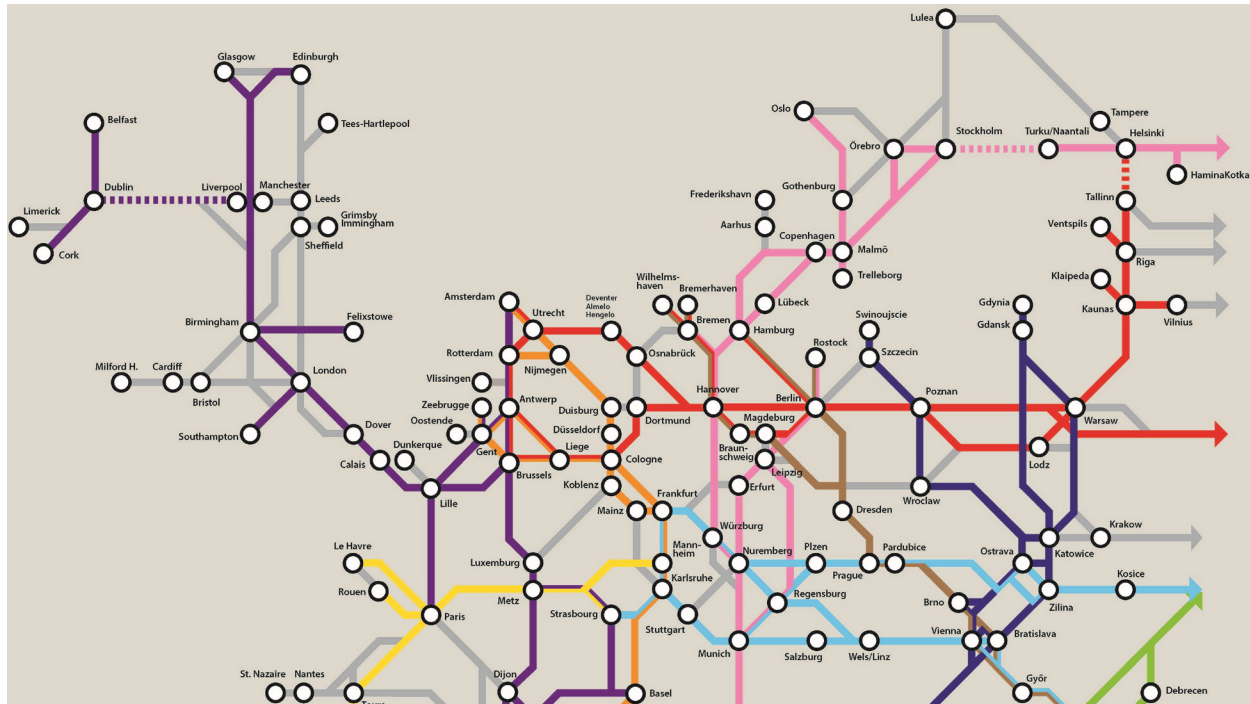 Lulea
Glasgow
Edinburgh
Oslo
Belfast
Tees-Hartlepool
Tampere
Örebro
Stockholm
Turku/Naantali
Helsinki
HaminaKotka
Dublin
Liverpool
Manchester
Leeds
Frederikshavn
Gothenburg
Tallinn
Limerick
Grimsby
Immingham
Aarhus
Ventspils
Cork
Sheffield
Copenhagen
Malmö
Riga
Trelleborg
Klaipeda
Wilhelms-
haven
Bremerhaven
Amsterdam
Utrecht
Deventer
Almelo
Hengelo
Lübeck
Gdynia
Kaunas
Vilnius
Birmingham
Felixstowe
Bremen
Hamburg
Swinoujscie
Gdansk
Rotterdam
Nijmegen
Osnabrück
Rostock
Szczecin
Milford H.
Cardiff
Bristol
London
Vlissingen
Zeebrugge
Antwerp
Duisburg
Dortmund
Hannover
Berlin
Poznan
Warsaw
Southampton
Dover
Oostende
Gent
Düsseldorf
Magdeburg
Calais
Dunkerque
Brussels
Liege
Cologne
Braun-
schweig
Leipzig
Lodz
Lille
Koblenz
Frankfurt
Erfurt
Wroclaw
Mainz
Dresden
Krakow
Le Havre
Luxemburg
Mann-
heim
Würzburg
Nuremberg
Plzen
Prague
Pardubice
Ostrava
Katowice
Rouen
Metz
Karlsruhe
Regensburg
Brno
Zilina
Kosice
Paris
Strasbourg
Stuttgart
Munich
Salzburg
Wels/Linz
Vienna
Bratislava
St. Nazaire
Nantes
Tours
Dijon
Basel
Győr
Debrecen